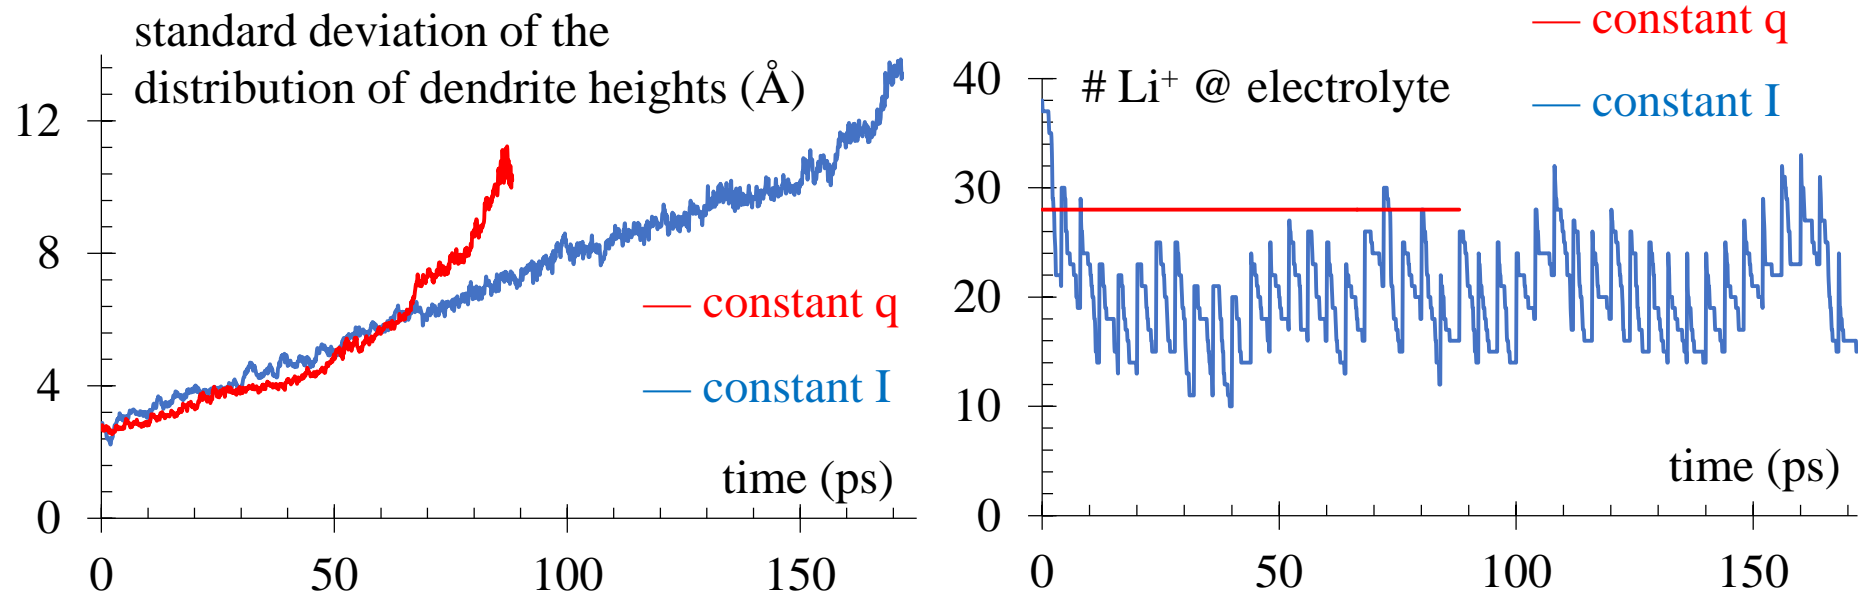 standard deviation of the
distribution of dendrite heights (Å)
12
8
4
0
constant q
constant I
time (ps)
0 50 100 150
constant q
constant I
# Li⁺ @ electrolyte
40
30
20
10
0
time (ps)
0 50 100 150